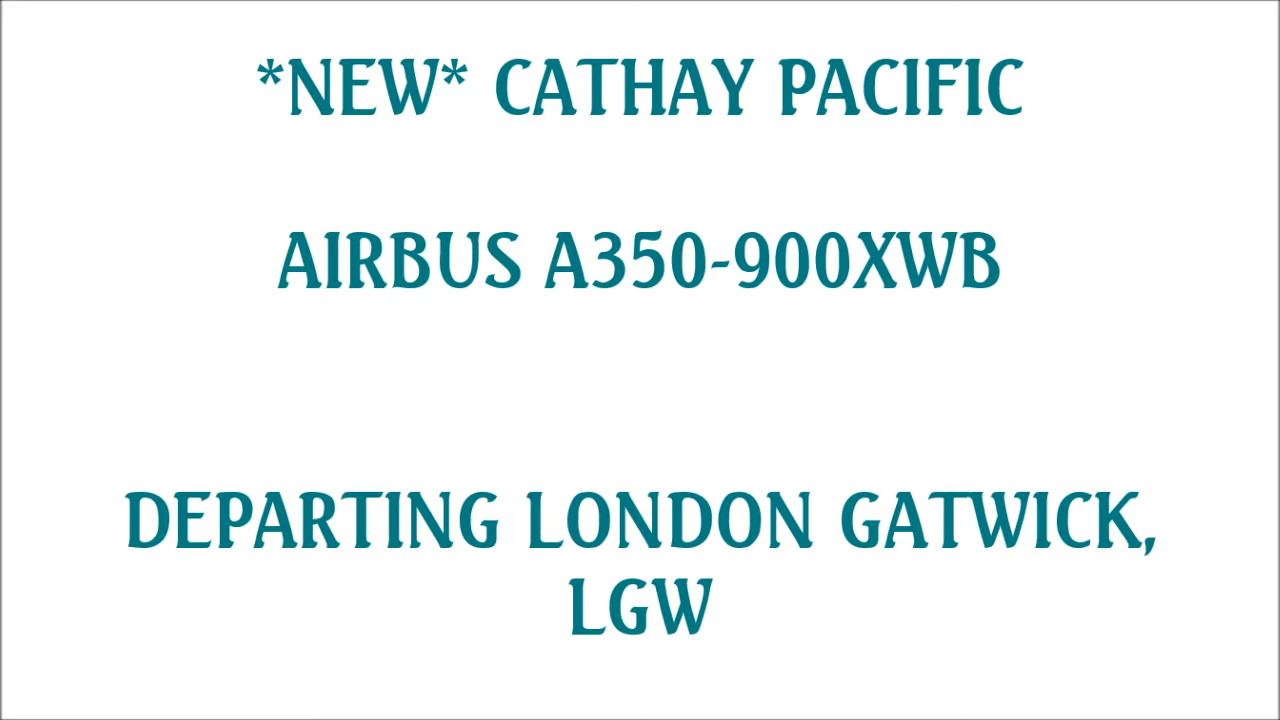 *NEW* CATHAY PACIFIC
AIRBUS A350-900XWB
DEPARTING LONDON GATWICK,
LGW